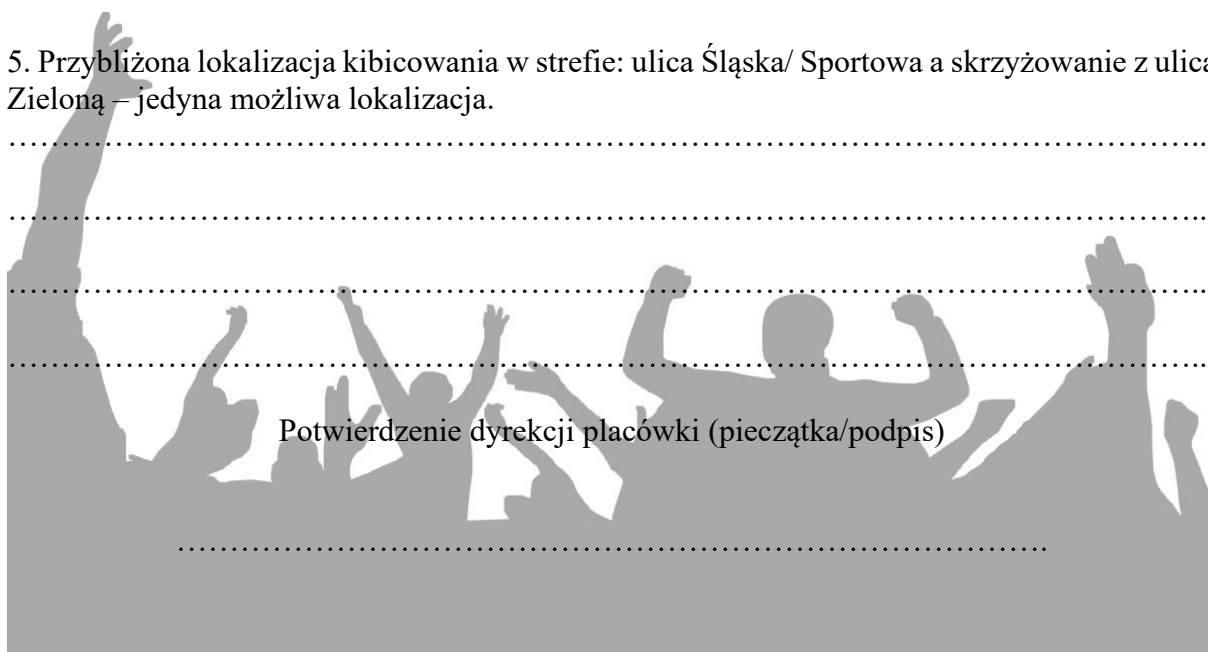 5. Przybliżona lokalizacja kibicowania w strefie: ulica Śląska/ Sportowa a skrzyżowanie z ulica
Zieloną – jedyna możliwa lokalizacja.
…………………………………………………………………………………………………..
…………………………………………………………………………………………………..
…………………………………………………………………………………………………..
…………………………………………………………………………………………………..
Potwierdzenie dyrekcji placówki (pieczątka/podpis)
……………………………………………………………………….